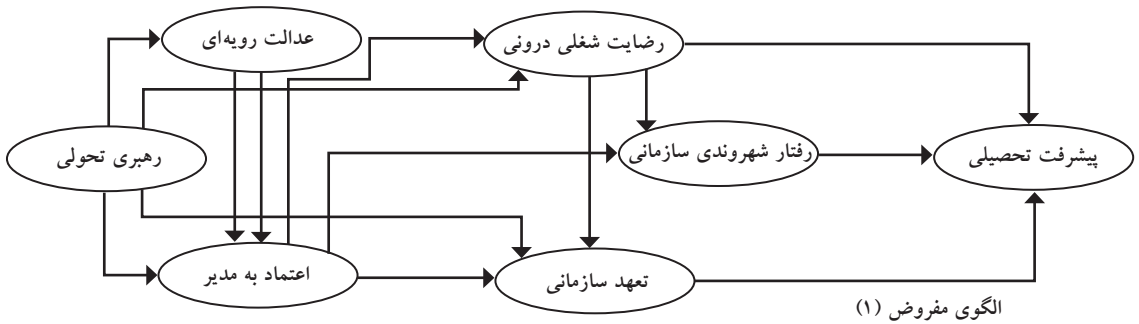 عدالت رویه‌ای
رضایت شغلی درونی
رهبری تحولی
رفتار شهروندی سازمانی
پیشرفت تحصیلی
اعتماد به مدیر
تعهد سازمانی
الگوی مفروض (۱)